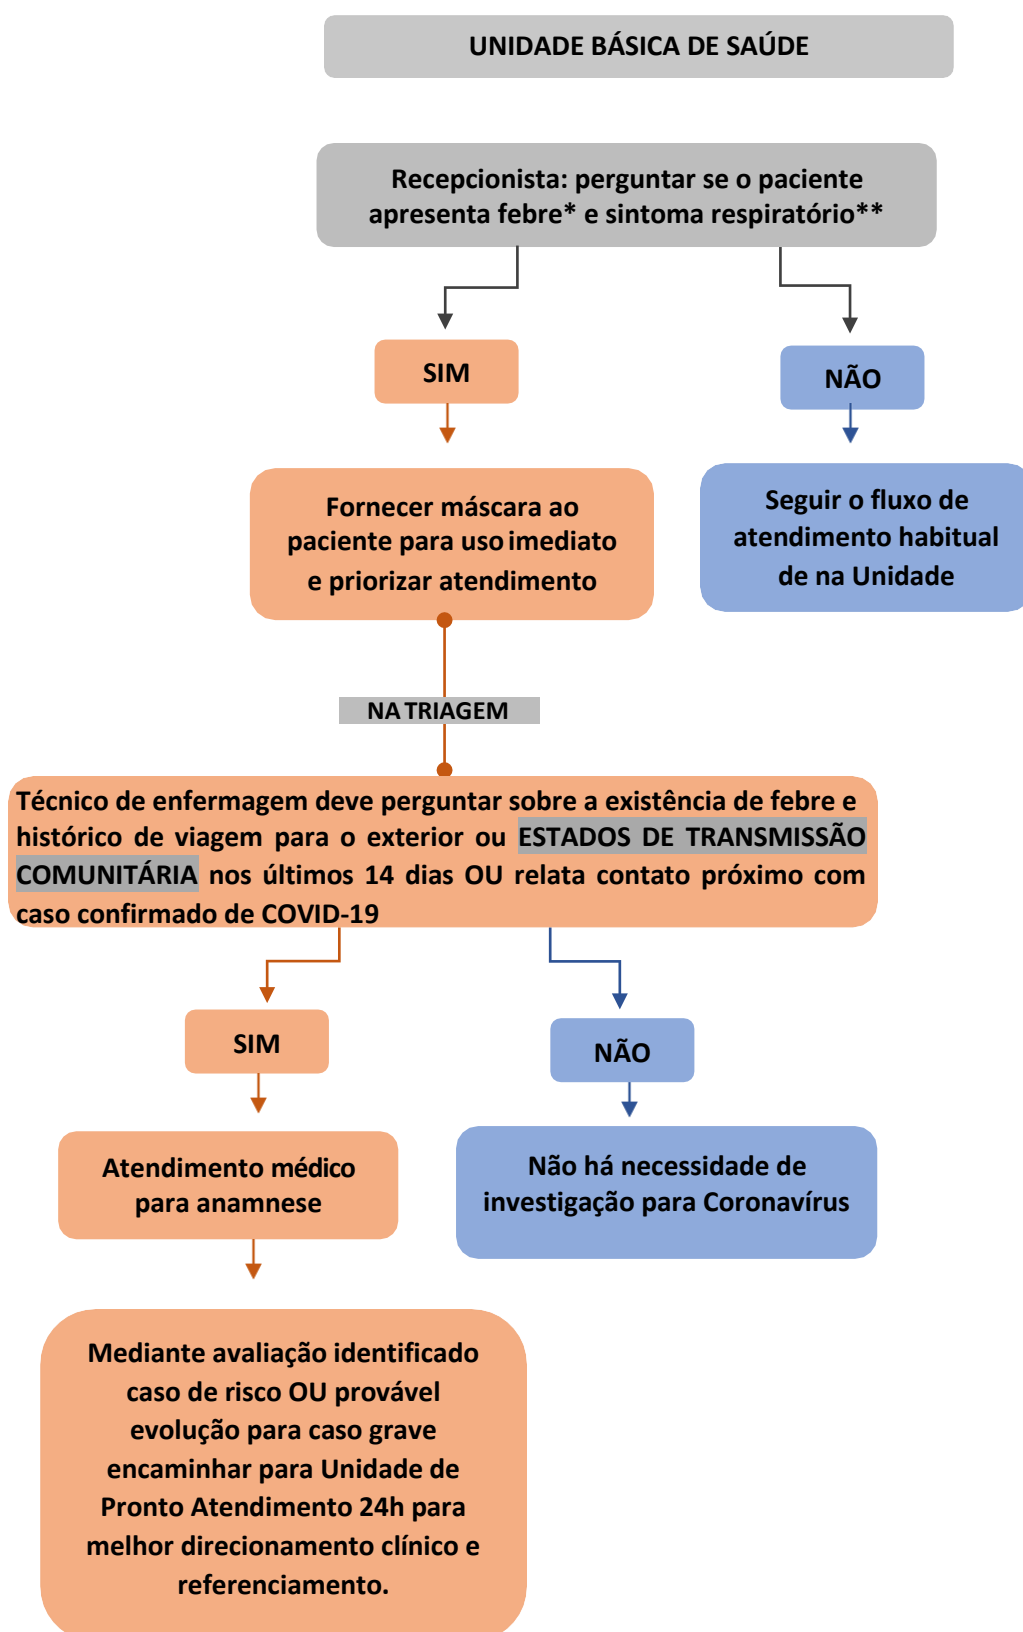 UNIDADE BÁSICA DE SAÚDE
Recepcionista: perguntar se o paciente
apresenta febre* e sintoma respiratório**
SIM
NÃO
Fornecer máscara ao
paciente para uso imediato
e priorizar atendimento
Seguir o fluxo de
atendimento habitual
de na Unidade
NA TRIAGEM
Técnico de enfermagem deve perguntar sobre a existência de febre e
histórico de viagem para o exterior ou ESTADOS DE TRANSMISSÃO
COMUNITÁRIA nos últimos 14 dias OU relata contato próximo com
caso confirmado de COVID-19
SIM
NÃO
Atendimento médico
para anamnese
Não há necessidade de
investigação para Coronavírus
Mediante avaliação identificado
caso de risco OU provável
evolução para caso grave
encaminhar para Unidade de
Pronto Atendimento 24h para
melhor direcionamento clínico e
referenciamento.